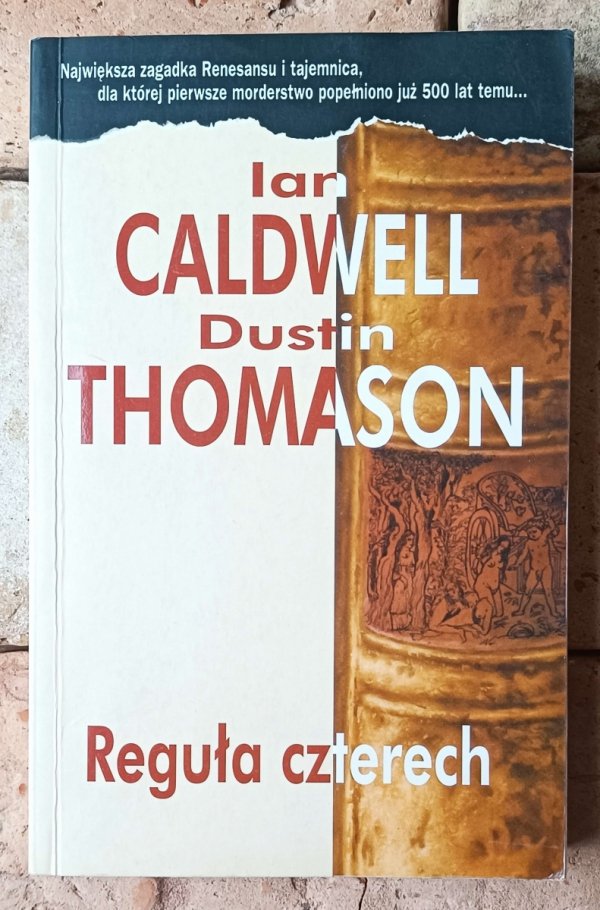 Największa zagadka Renesansu i tajemnica,
dla której pierwsze morderstwo popełniono już 500 lat temu...
Ian
CALDWELL
Dustin
THOMASON
Reguła czterech